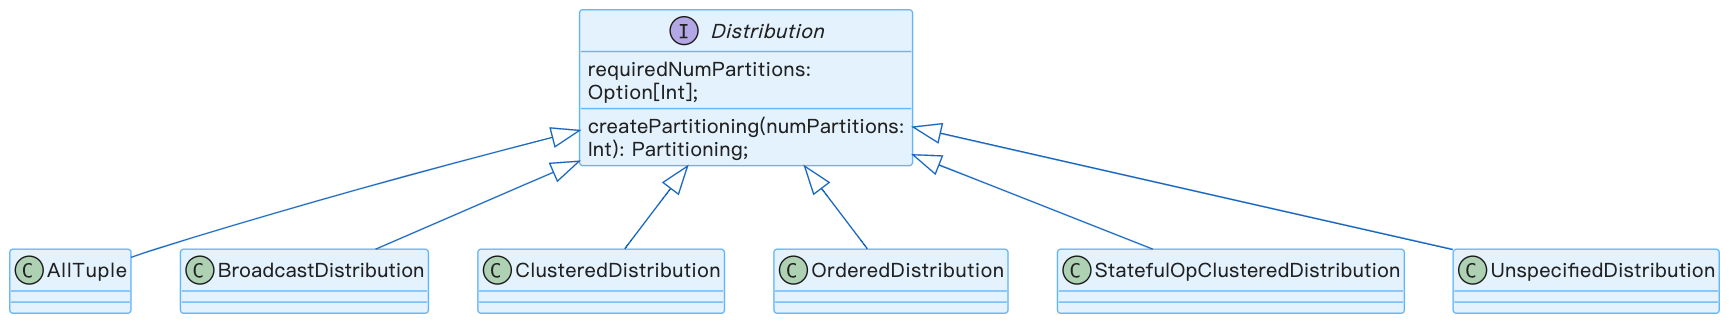 I Distribution
requiredNumPartitions:
Option[Int];
createPartitioning(numPartitions:
Int): Partitioning;
C AllTuple
C BroadcastDistribution
C ClusteredDistribution
C OrderedDistribution
C StatefulOpClusteredDistribution
C UnspecifiedDistribution